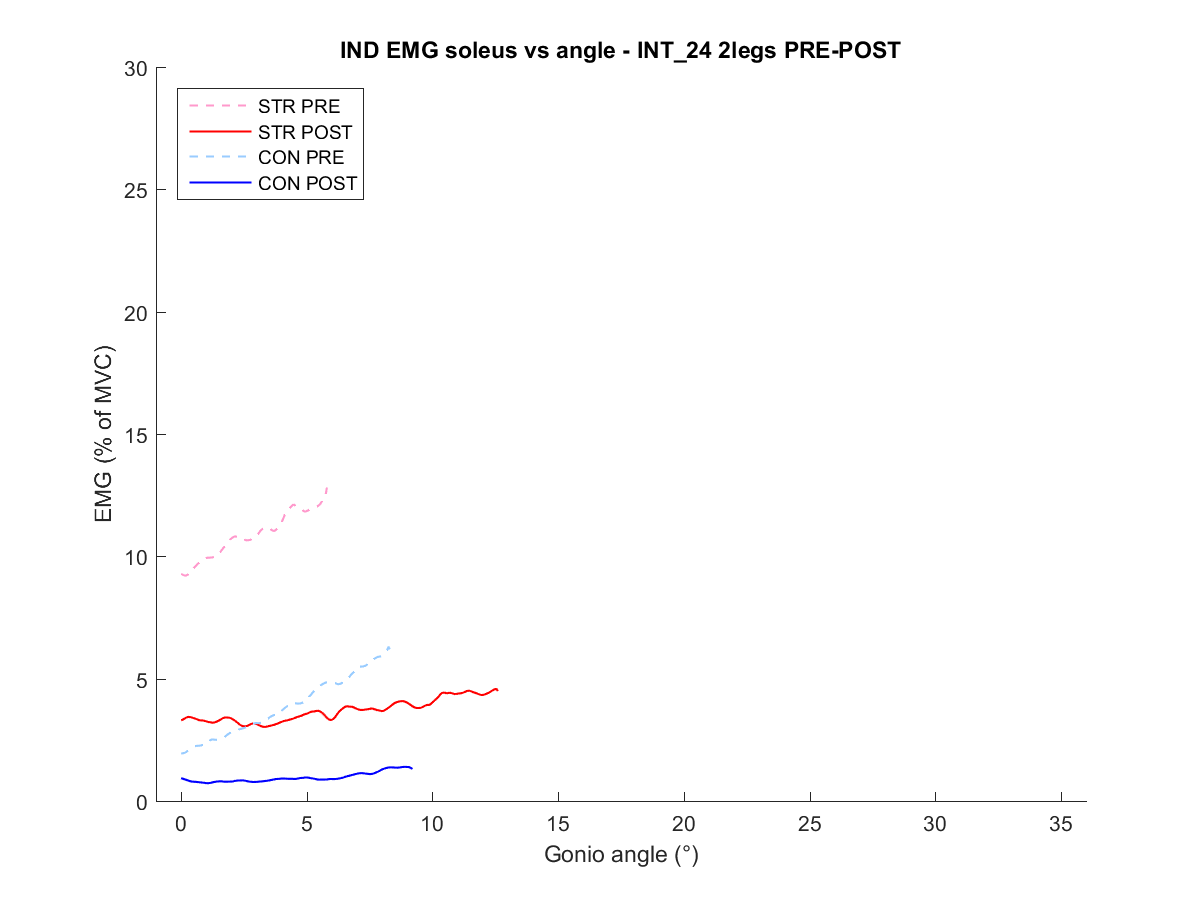 IND EMG soleus vs angle - INT_24 2legs PRE-POST
30
25
20
15
10
5
0
EMG (% of MVC)
STR PRE
STR POST
CON PRE
CON POST
0 5 10 15 20 25 30 35
Gonio angle (°)